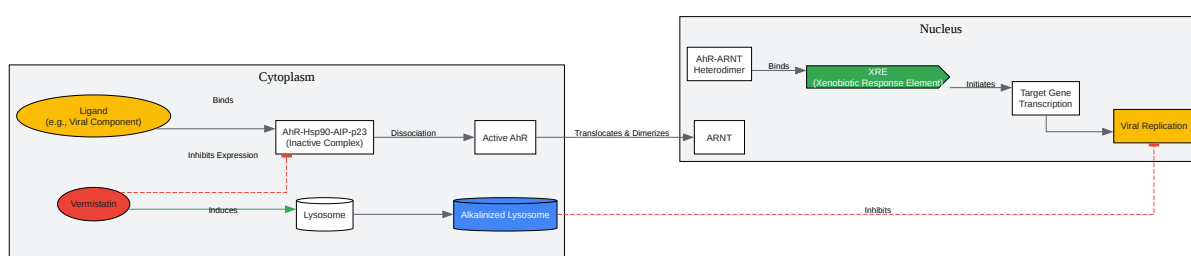 Nucleus
AhR-ARNT
Heterodimer
Binds
XRE
(Xenobiotic Response Element)
Initiates
Target Gene
Transcription
Viral Replication
Cytoplasm
Ligand
(e.g., Viral Component)
Binds
AhR-Hsp90-AIP-p23
(Inactive Complex)
Dissociation
Active AhR
Translocates & Dimerizes
ARNT
Inhibits Expression
Vermistatin
Induces
Lysosome
Alkalinized Lysosome
Inhibits